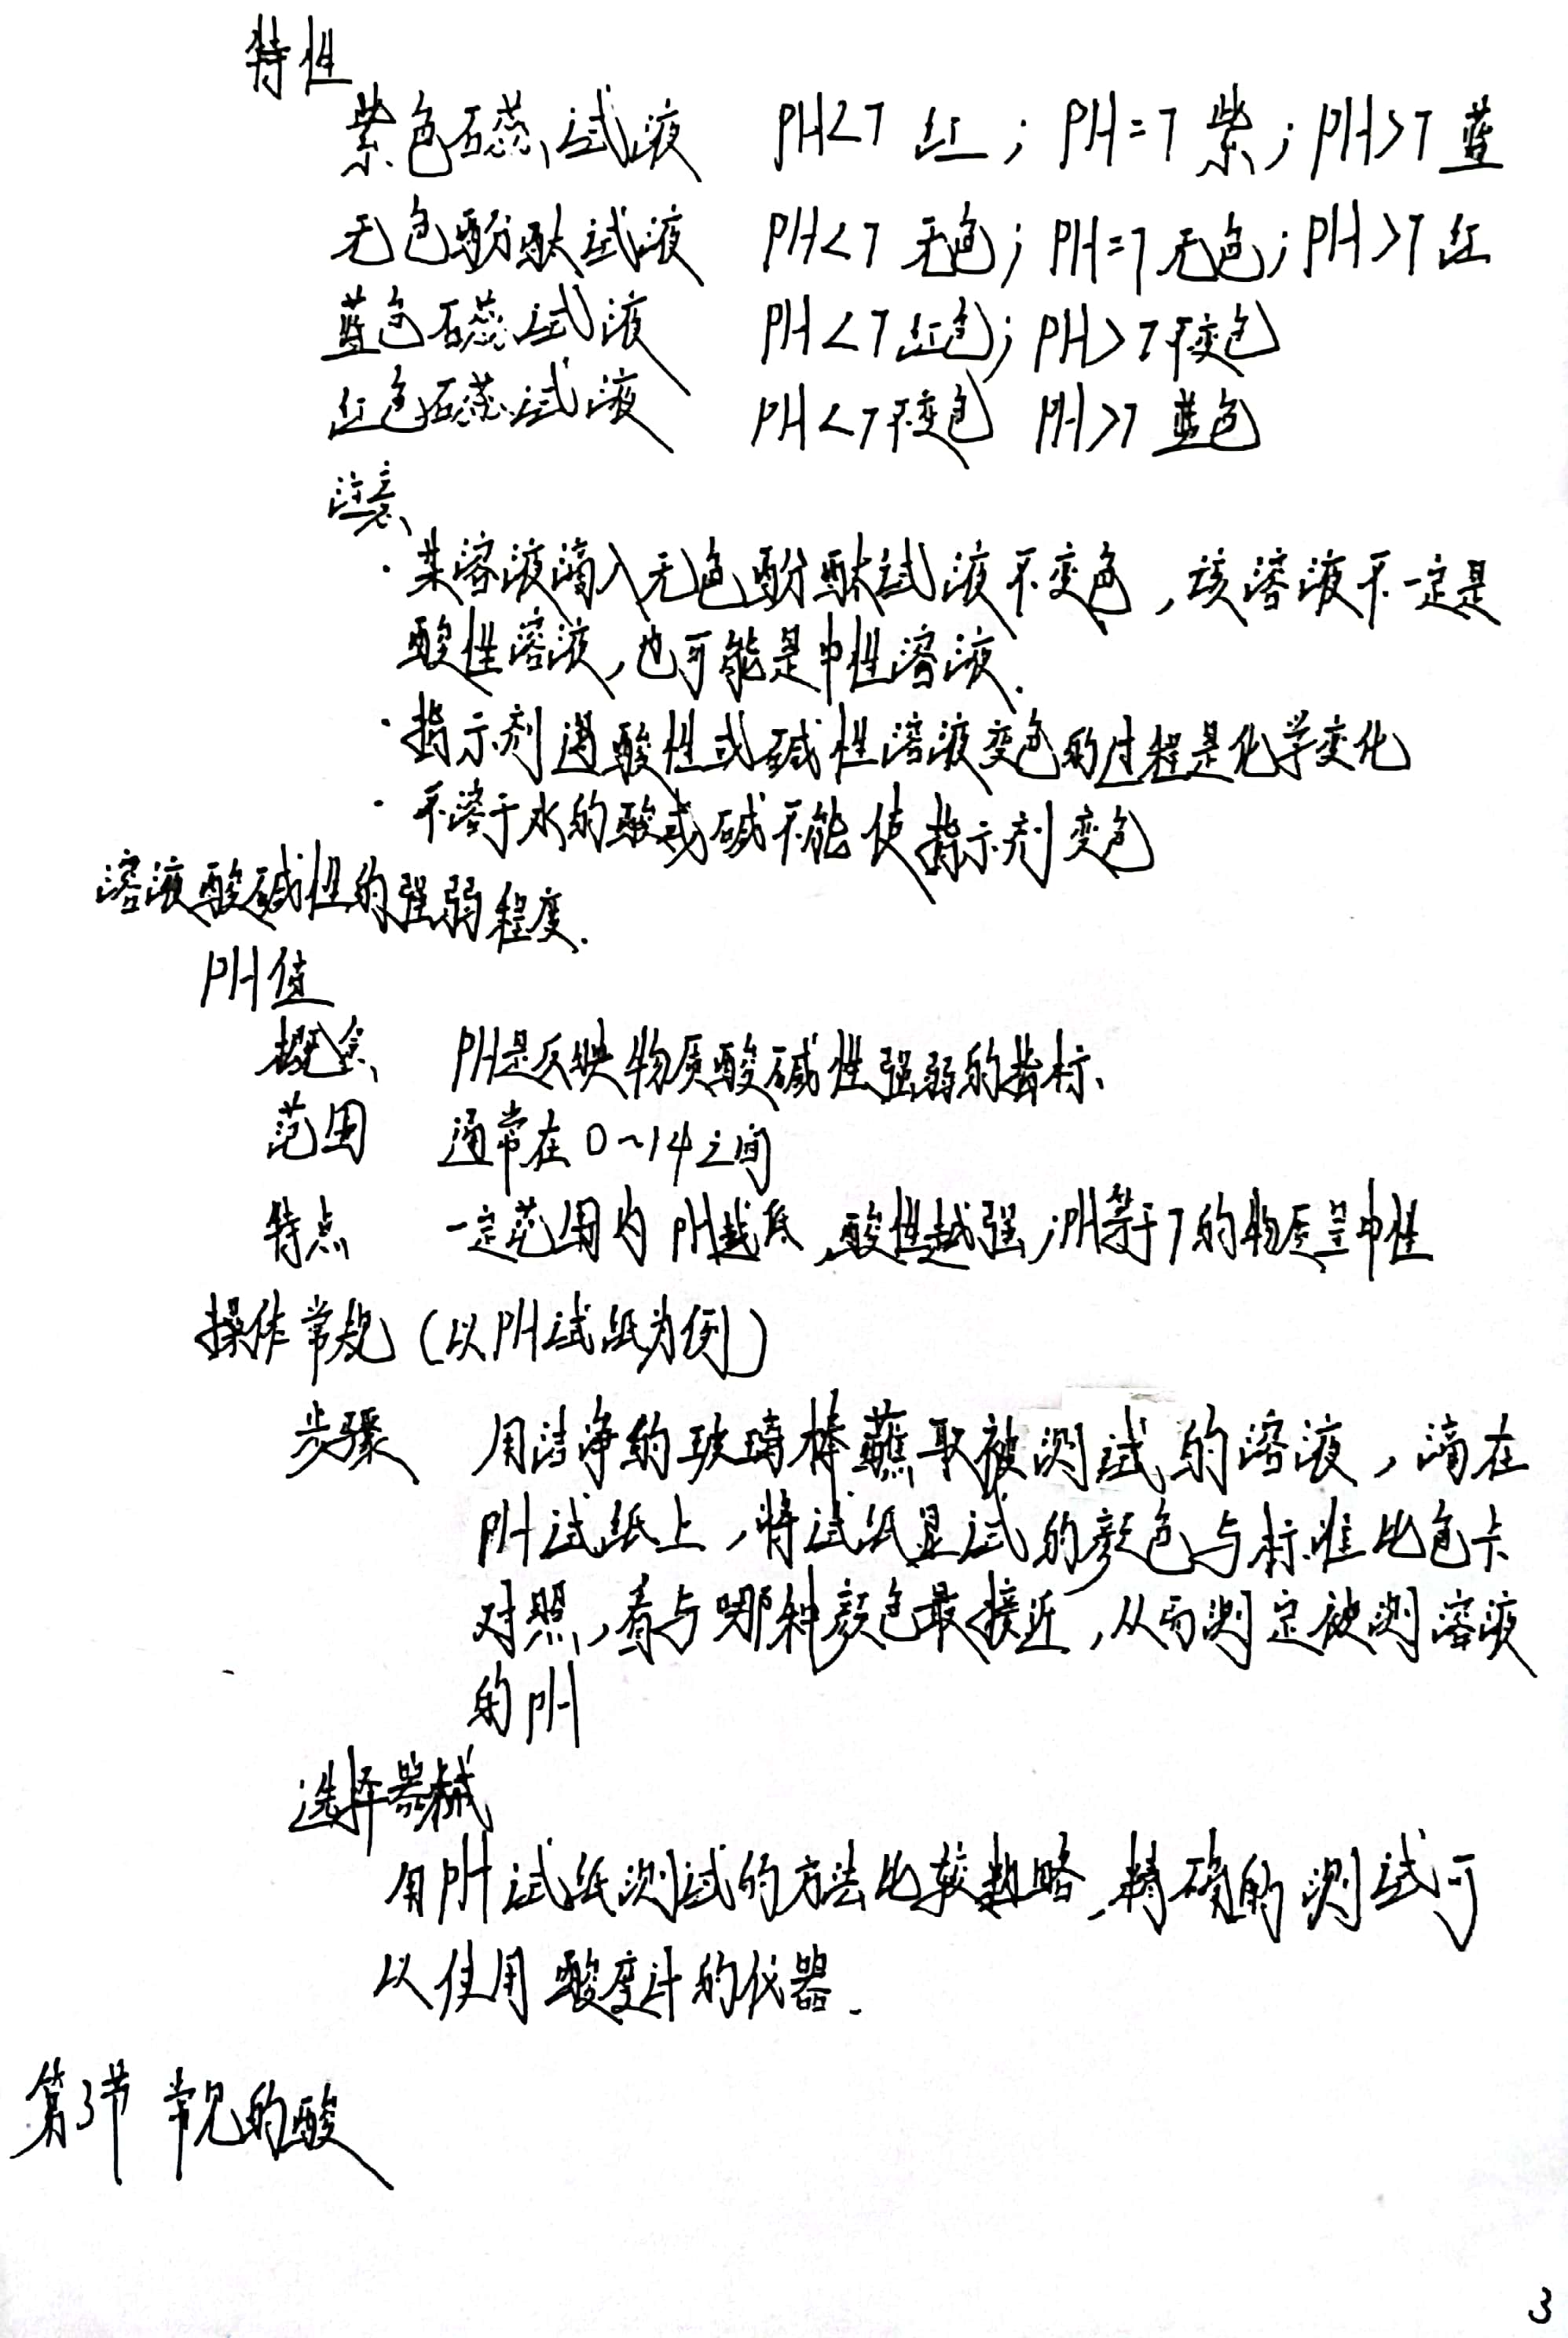 特性
紫色石蕊试液 PH<7 红；PH=7 紫；PH>7 蓝
无色酚酞试液 PH<7 无色；PH=7 无色；PH>7 红
蓝色石蕊试液 PH<7 红色；PH>7 不变色
红色石蕊试液 PH<7 不变色 PH>7 蓝色
注意
·某溶液滴入无色酚酞试液不变色，该溶液不一定是
酸性溶液，也可能是中性溶液.
·指示剂遇酸性或碱性溶液变色的过程是化学变化
·不溶于水的酸或碱不能使指示剂变色
溶液酸碱性的强弱程度.
PH值
概念 PH是反映物质酸碱性强弱的指标、
范围 通常在0~14之间
特点 一定范围内PH越低，酸性越强；PH等于7的物质呈中性
操作常规（以PH试纸为例）
步骤 用洁净的玻璃棒蘸取被测试的溶液，滴在
PH试纸上，将试纸显试的颜色与标准比色卡
对照，看与哪种颜色最接近，从而测定被测溶液
的PH
选择器械
用PH试纸测试的方法比较粗略，精确的测试可
以使用酸度计的仪器.
第3节 常见的酸
3